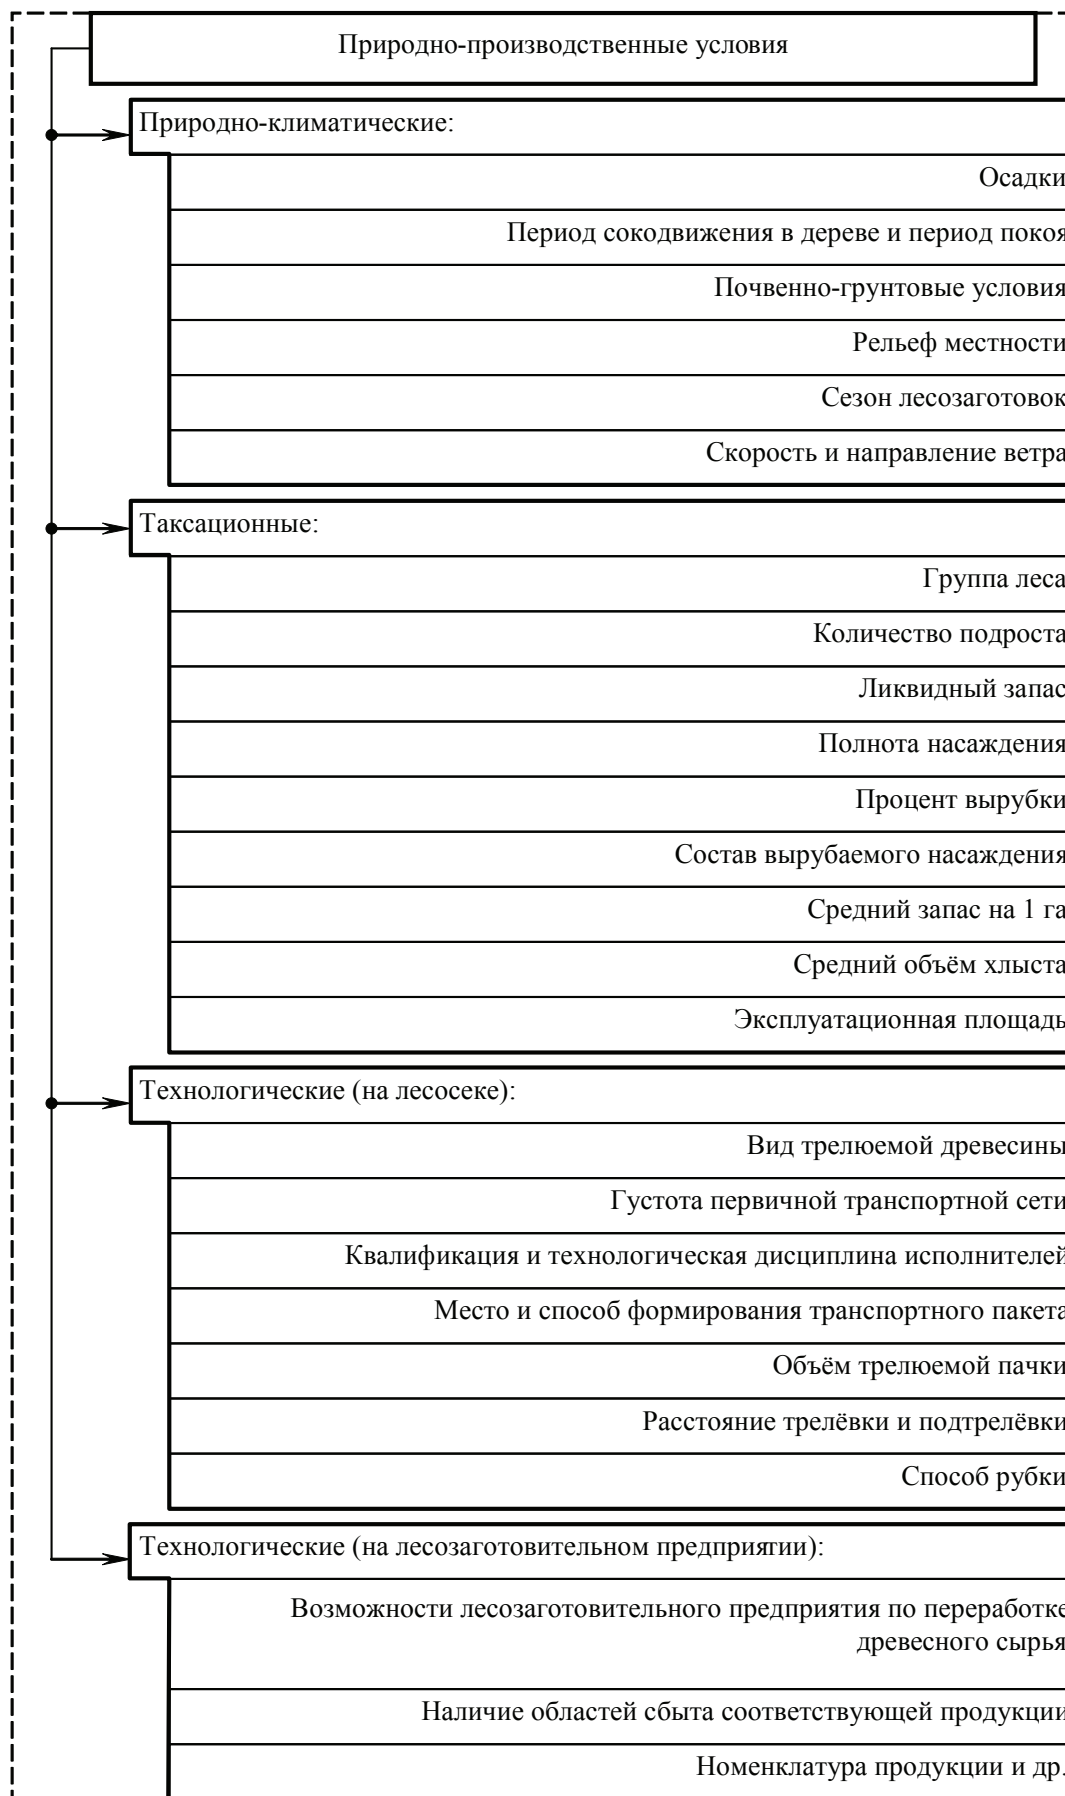 Природно-производственные условия
Природно-климатические:
Осадки
Период сокодвижения в дереве и период покоя
Почвенно-грунтовые условия
Рельеф местности
Сезон лесозаготовок
Скорость и направление ветра
Таксационные:
Группа леса
Количество подроста
Ликвидный запас
Полнота насаждения
Процент вырубки
Состав вырубаемого насаждения
Средний запас на 1 га
Средний объём хлыста
Эксплуатационная площадь
Технологические (на лесосеке):
Вид трелюемой древесины
Густота первичной транспортной сети
Квалификация и технологическая дисциплина исполнителей
Место и способ формирования транспортного пакета
Объём трелюемой пачки
Расстояние трелёвки и подтрелёвки
Способ рубки
Технологические (на лесозаготовительном предприятии):
Возможности лесозаготовительного предприятия по переработке
древесного сырья
Наличие областей сбыта соответствующей продукции
Номенклатура продукции и др.